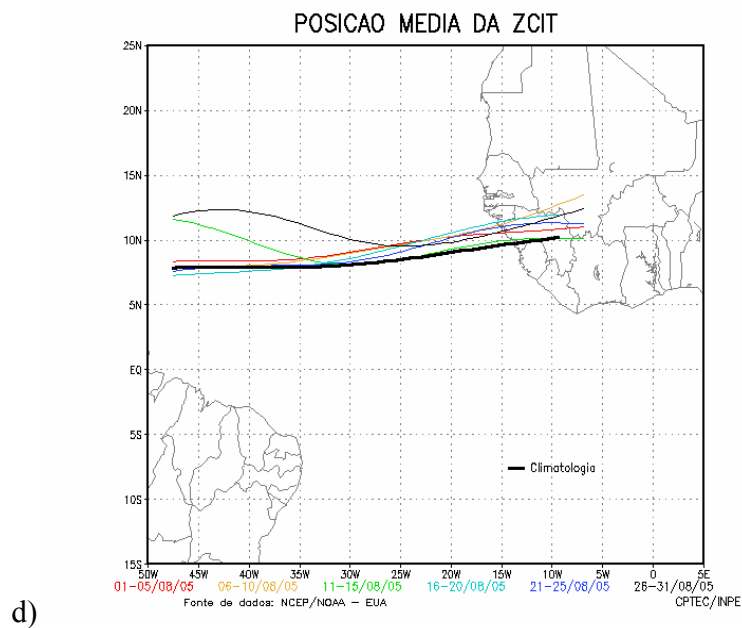 POSICAO MEDIA DA ZCIT
25N
20N
15N
10N
5N
EQ
5S
10S
15S
Climatologia
50W 45W 40W 35W 30W 25W 20W 15W 10W 5W 0 5E
01-05/08/05 06-10/08/05 11-15/08/05 16-20/08/05 21-25/08/05 26-31/08/05
Fonte de dados: NCEP/NOAA - EUA CPTEC/INPE
d)